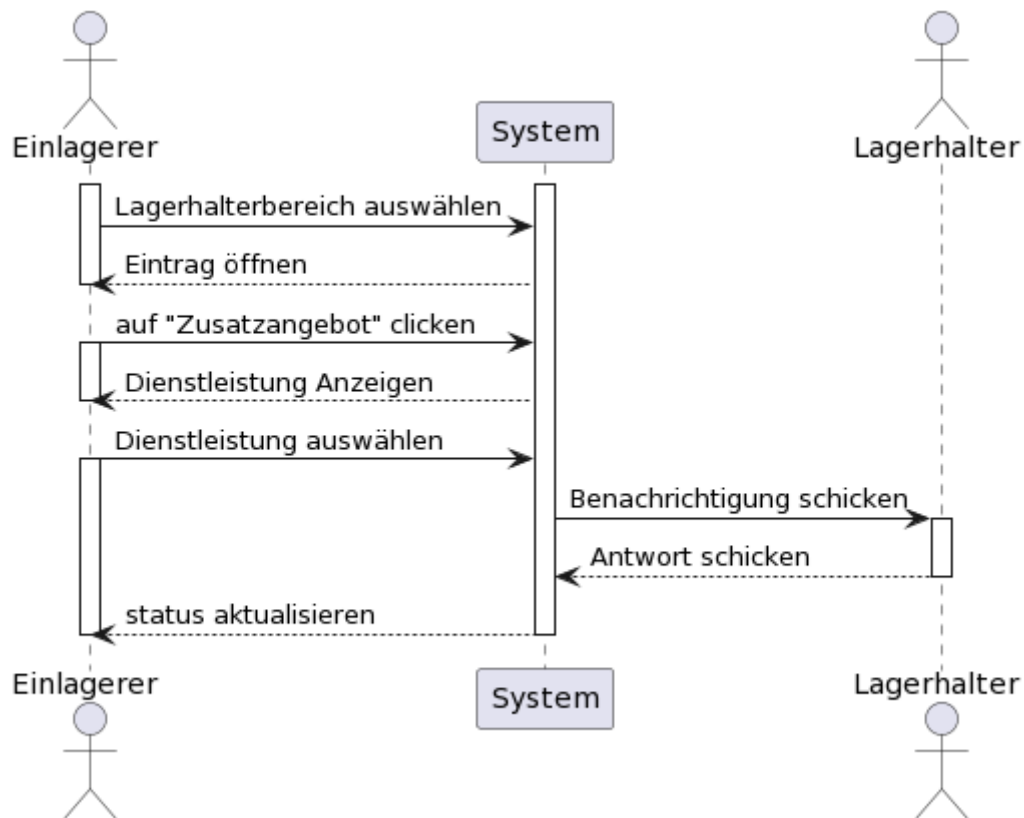 Einlagerer
System
Lagerhalter
Lagerhalterbereich auswählen
Eintrag öffnen
auf "Zusatzangebot" clicken
Dienstleistung Anzeigen
Dienstleistung auswählen
Benachrichtigung schicken
Antwort schicken
status aktualisieren
Einlagerer
System
Lagerhalter